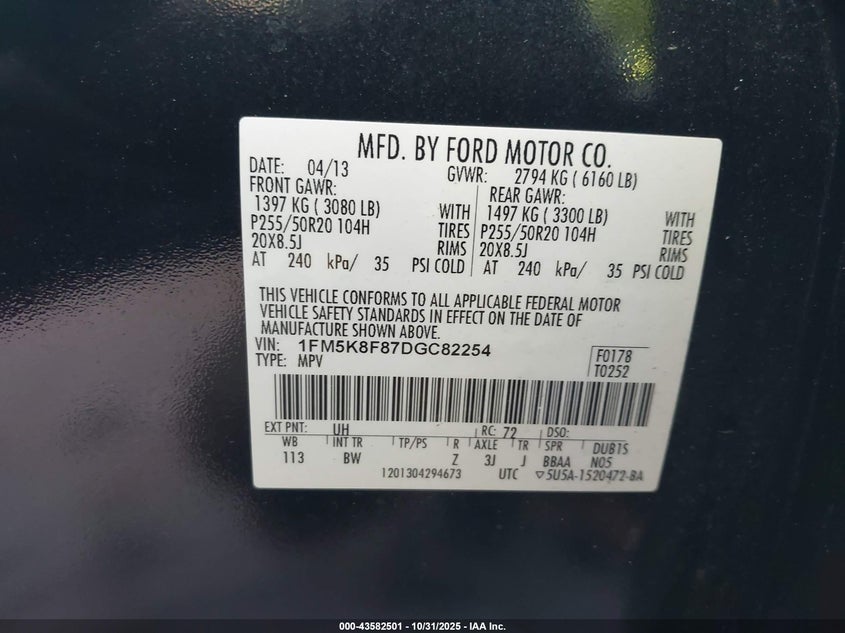 MFD. BY FORD MOTOR CO.
DATE: 04/13 GVWR: 2794 KG ( 6160 LB)
FRONT GAWR: REAR GAWR:
1397 KG ( 3080 LB) WITH 1497 KG ( 3300 LB) WITH
P255/50R20 104H TIRES P255/50R20 104H TIRES
20X8.5J RIMS 20X8.5J RIMS
AT 240 kPa/ 35 PSI COLD AT 240 kPa/ 35 PSI COLD
THIS VEHICLE CONFORMS TO ALL APPLICABLE FEDERAL MOTOR
VEHICLE SAFETY STANDARDS IN EFFECT ON THE DATE OF
MANUFACTURE SHOWN ABOVE.
VIN: 1FM5K8F87DGC82254 F0178
TYPE: MPV T0252
EXT PNT: UH RC: 72 DSO:
WB INT TR TP/PS R AXLE TR SPR DUB1S
113 BW Z 3J J BBAA N05
1201304294673 UTC ▽5U5A-1520472-BA
000-43582501 - 10/31/2025 - IAA Inc.